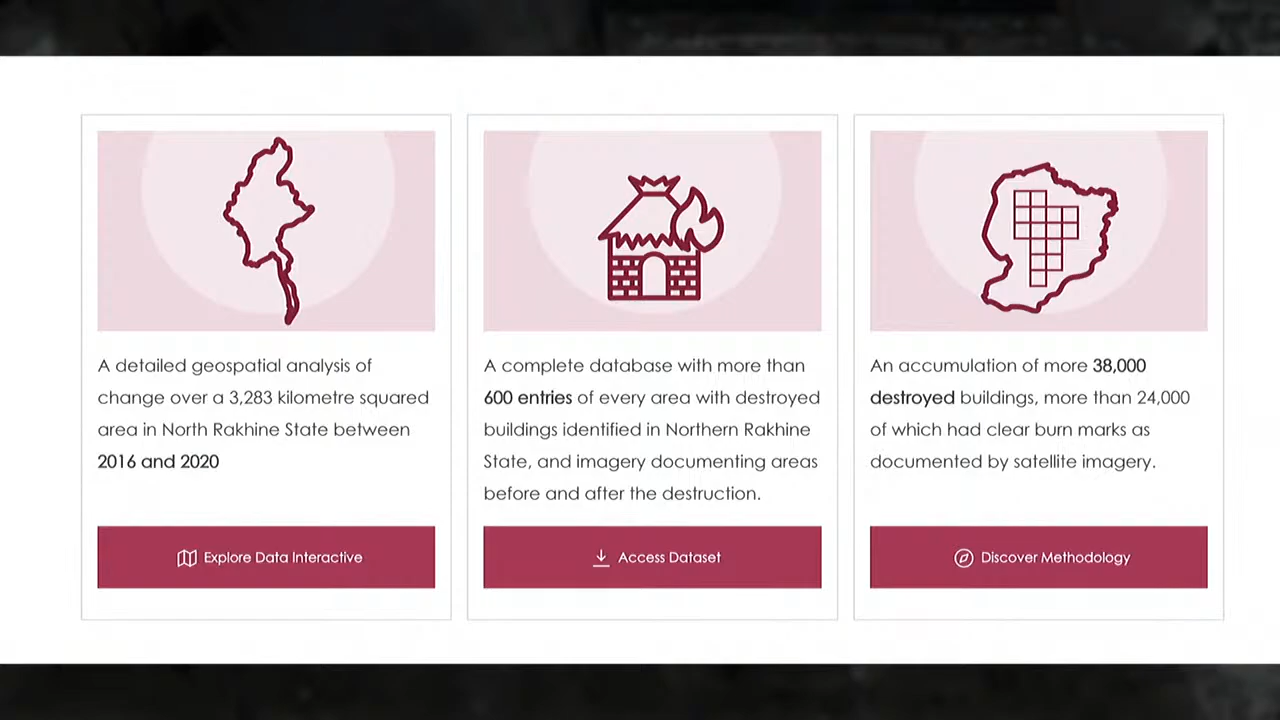 A detailed geospatial analysis of
change over a 3,283 kilometre squared
area in North Rakhine State between
2016 and 2020
Explore Data Interactive
A complete database with more than
600 entries of every area with destroyed
buildings identified in Northern Rakhine
State, and imagery documenting areas
before and after the destruction.
Access Dataset
An accumulation of more 38,000
destroyed buildings, more than 24,000
of which had clear burn marks as
documented by satellite imagery.
Discover Methodology